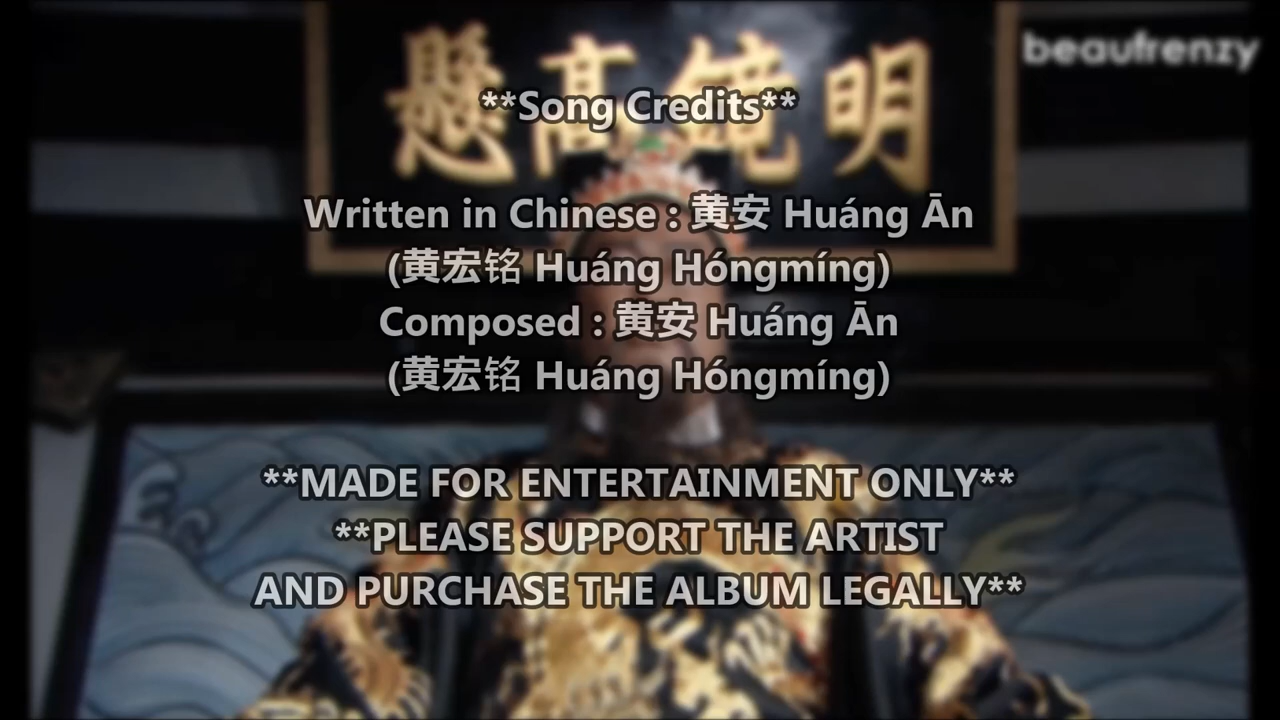 懸高鏡明
beaufrenzy
**Song Credits**
Written in Chinese : 黄安 Huáng Ān
(黄宏铭 Huáng Hóngmíng)
Composed : 黄安 Huáng Ān
(黄宏铭 Huáng Hóngmíng)
**MADE FOR ENTERTAINMENT ONLY**
**PLEASE SUPPORT THE ARTIST
AND PURCHASE THE ALBUM LEGALLY**